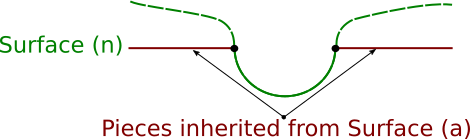 Surface (n)
Pieces inherited from Surface (a)